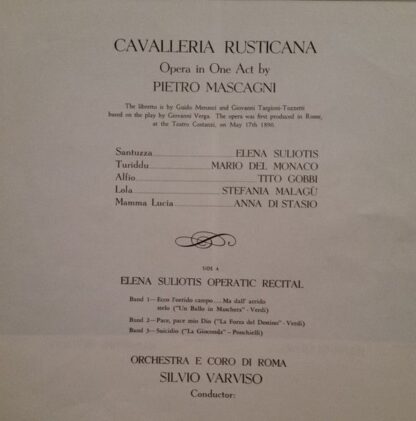 CAVALLERIA RUSTICANA
Opera in One Act by
PIETRO MASCAGNI
The libretto is by Guido Menasci and Giovanni Targioni-Tozzetti
based on the play by Giovanni Verga. The opera was first produced in Rome,
at the Teatro Costanzi, on May 17th 1890.
Santuzza ELENA SULIOTIS
Turiddu MARIO DEL MONACO
Alfio TITO GOBBI
Lola STEFANIA MALAGÙ
Mamma Lucia ANNA DI STASIO
SIDE A
ELENA SULIOTIS OPERATIC RECITAL
Band 1—Ecco l'orrido campo . . . Ma dall' arrido
stelo ("Un Ballo in Maschera" - Verdi)
Band 2—Pace, pace mio Dio ("La Forza del Destino" - Verdi)
Band 3—Suicidio ("La Gioconda" - Ponchielli)
ORCHESTRA E CORO DI ROMA
SILVIO VARVISO
Conductor: